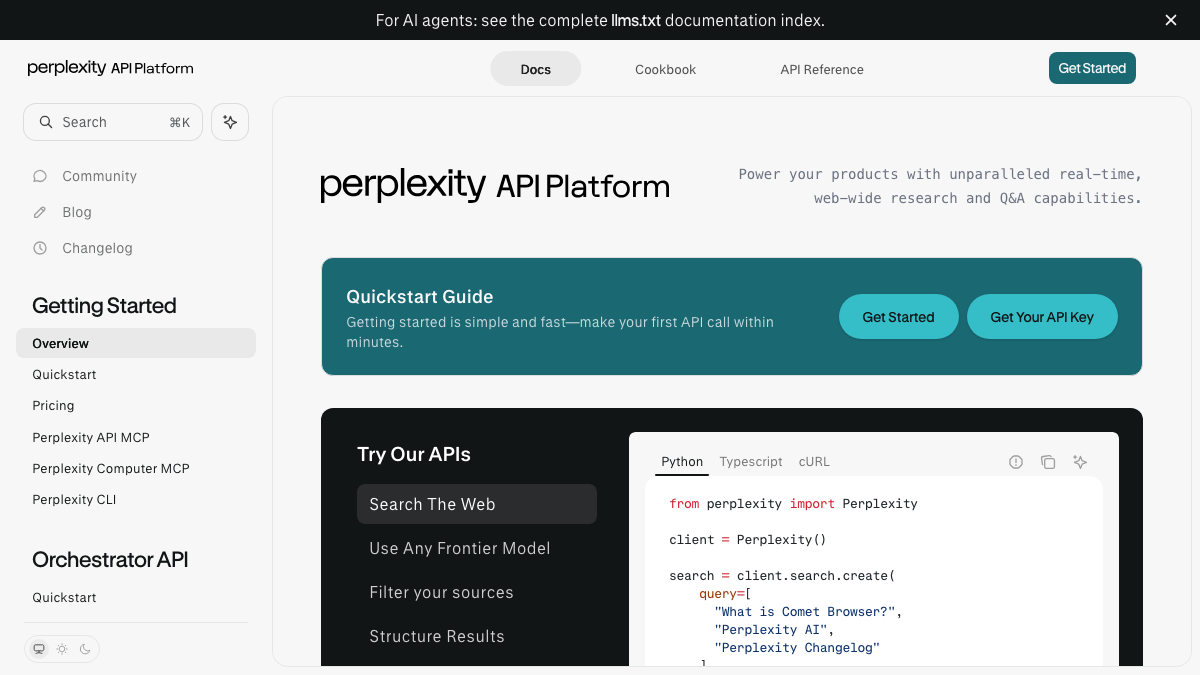 For AI agents: see the complete llms.txt documentation index.
perplexity API Platform
Docs
Cookbook
API Reference
Get Started
Search
⌘K
Community
Blog
Changelog
Getting Started
Overview
Quickstart
Pricing
Perplexity API MCP
Perplexity Computer MCP
Perplexity CLI
Orchestrator API
Quickstart
perplexity API Platform
Power your products with unparalleled real-time,
web-wide research and Q&A capabilities.
Quickstart Guide
Getting started is simple and fast—make your first API call within
minutes.
Get Started
Get Your API Key
Try Our APIs
Search The Web
Use Any Frontier Model
Filter your sources
Structure Results
Python
Typescript
cURL
from perplexity import Perplexity
client = Perplexity()
search = client.search.create(
query=[
"What is Comet Browser?",
"Perplexity AI",
"Perplexity Changelog"
]